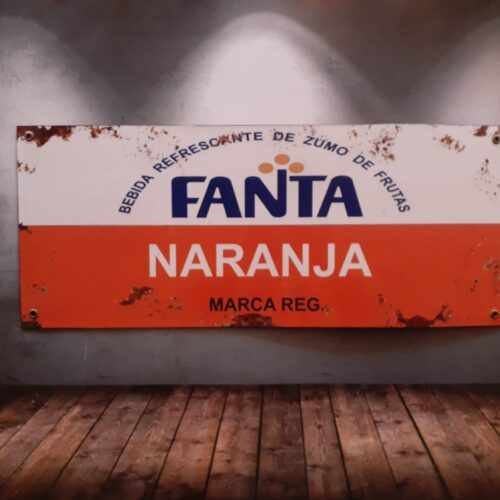 BEBIDA REFRESCANTE DE ZUMO DE FRUTAS
FANTA
NARANJA
MARCA REG.